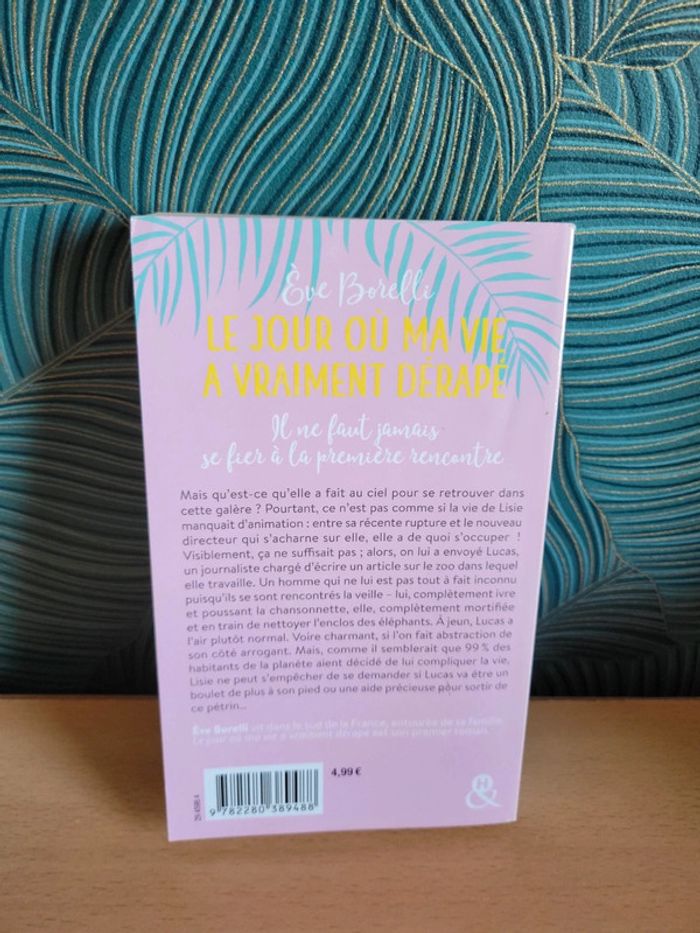 Ève Borelli
LE JOUR OÙ MA VIE
A VRAIMENT DÉRAPÉ
Il ne faut jamais
se fier à la première rencontre
Mais qu'est-ce qu'elle a fait au ciel pour se retrouver dans
cette galère ? Pourtant, ce n'est pas comme si la vie de Lisie
manquait d'animation : entre sa récente rupture et le nouveau
directeur qui s'acharne sur elle, elle a de quoi s'occuper !
Visiblement, ça ne suffisait pas ; alors, on lui a envoyé Lucas,
un journaliste chargé d'écrire un article sur le zoo dans lequel
elle travaille. Un homme qui ne lui est pas tout à fait inconnu
puisqu'ils se sont rencontrés la veille – lui, complètement ivre
et poussant la chansonnette, elle, complètement mortifiée
et en train de nettoyer l'enclos des éléphants. À jeun, Lucas a
l'air plutôt normal. Voire charmant, si l'on fait abstraction de
son côté arrogant. Mais, comme il semblerait que 99 % des
habitants de la planète aient décidé de lui compliquer la vie,
Lisie ne peut s'empêcher de se demander si Lucas va être un
boulet de plus à son pied ou une aide précieuse pour sortir de
ce pétrin...
Ève Borelli vit dans le sud de la France, entourée de sa famille.
Le jour où ma vie a vraiment dérapé est son premier roman.
4,99 €
9 782280 389488
H
&